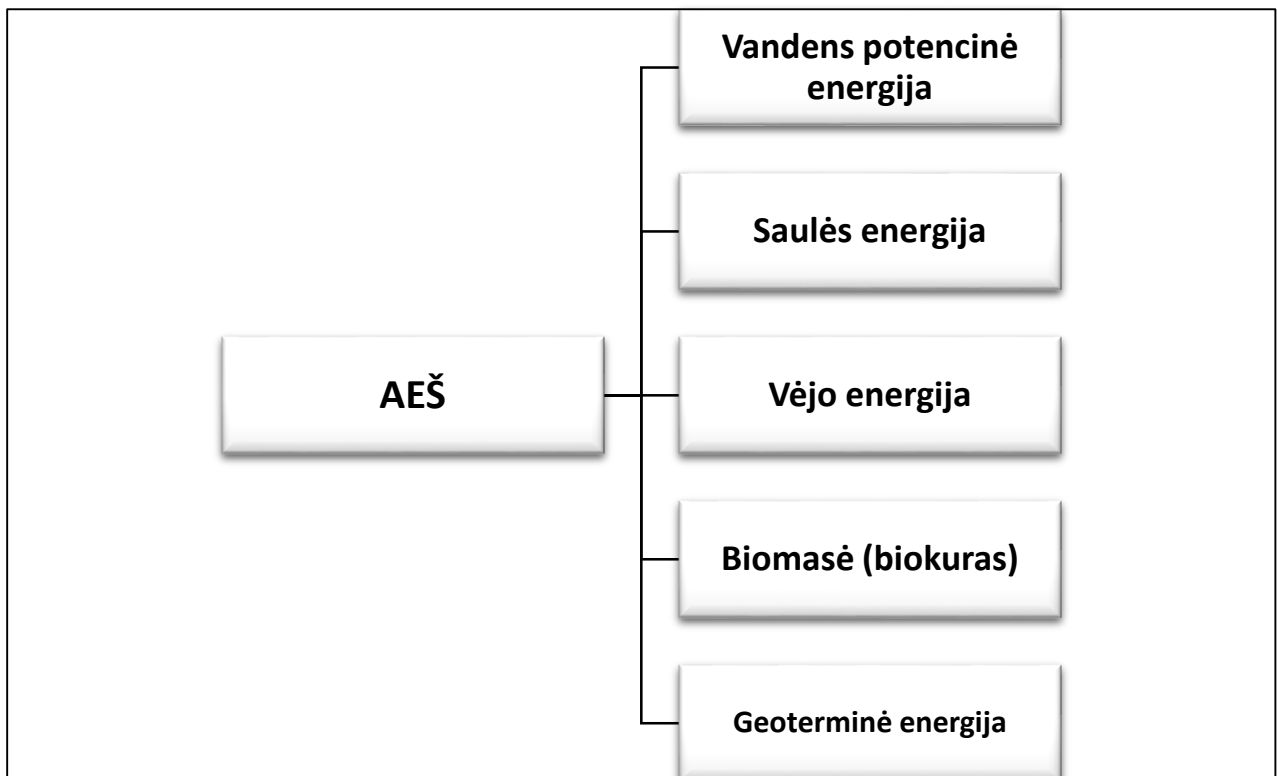 Vandens potencinė
energija
Saulės energija
AEŠ
Vėjo energija
Biomasė (biokuras)
Geoterminė energija